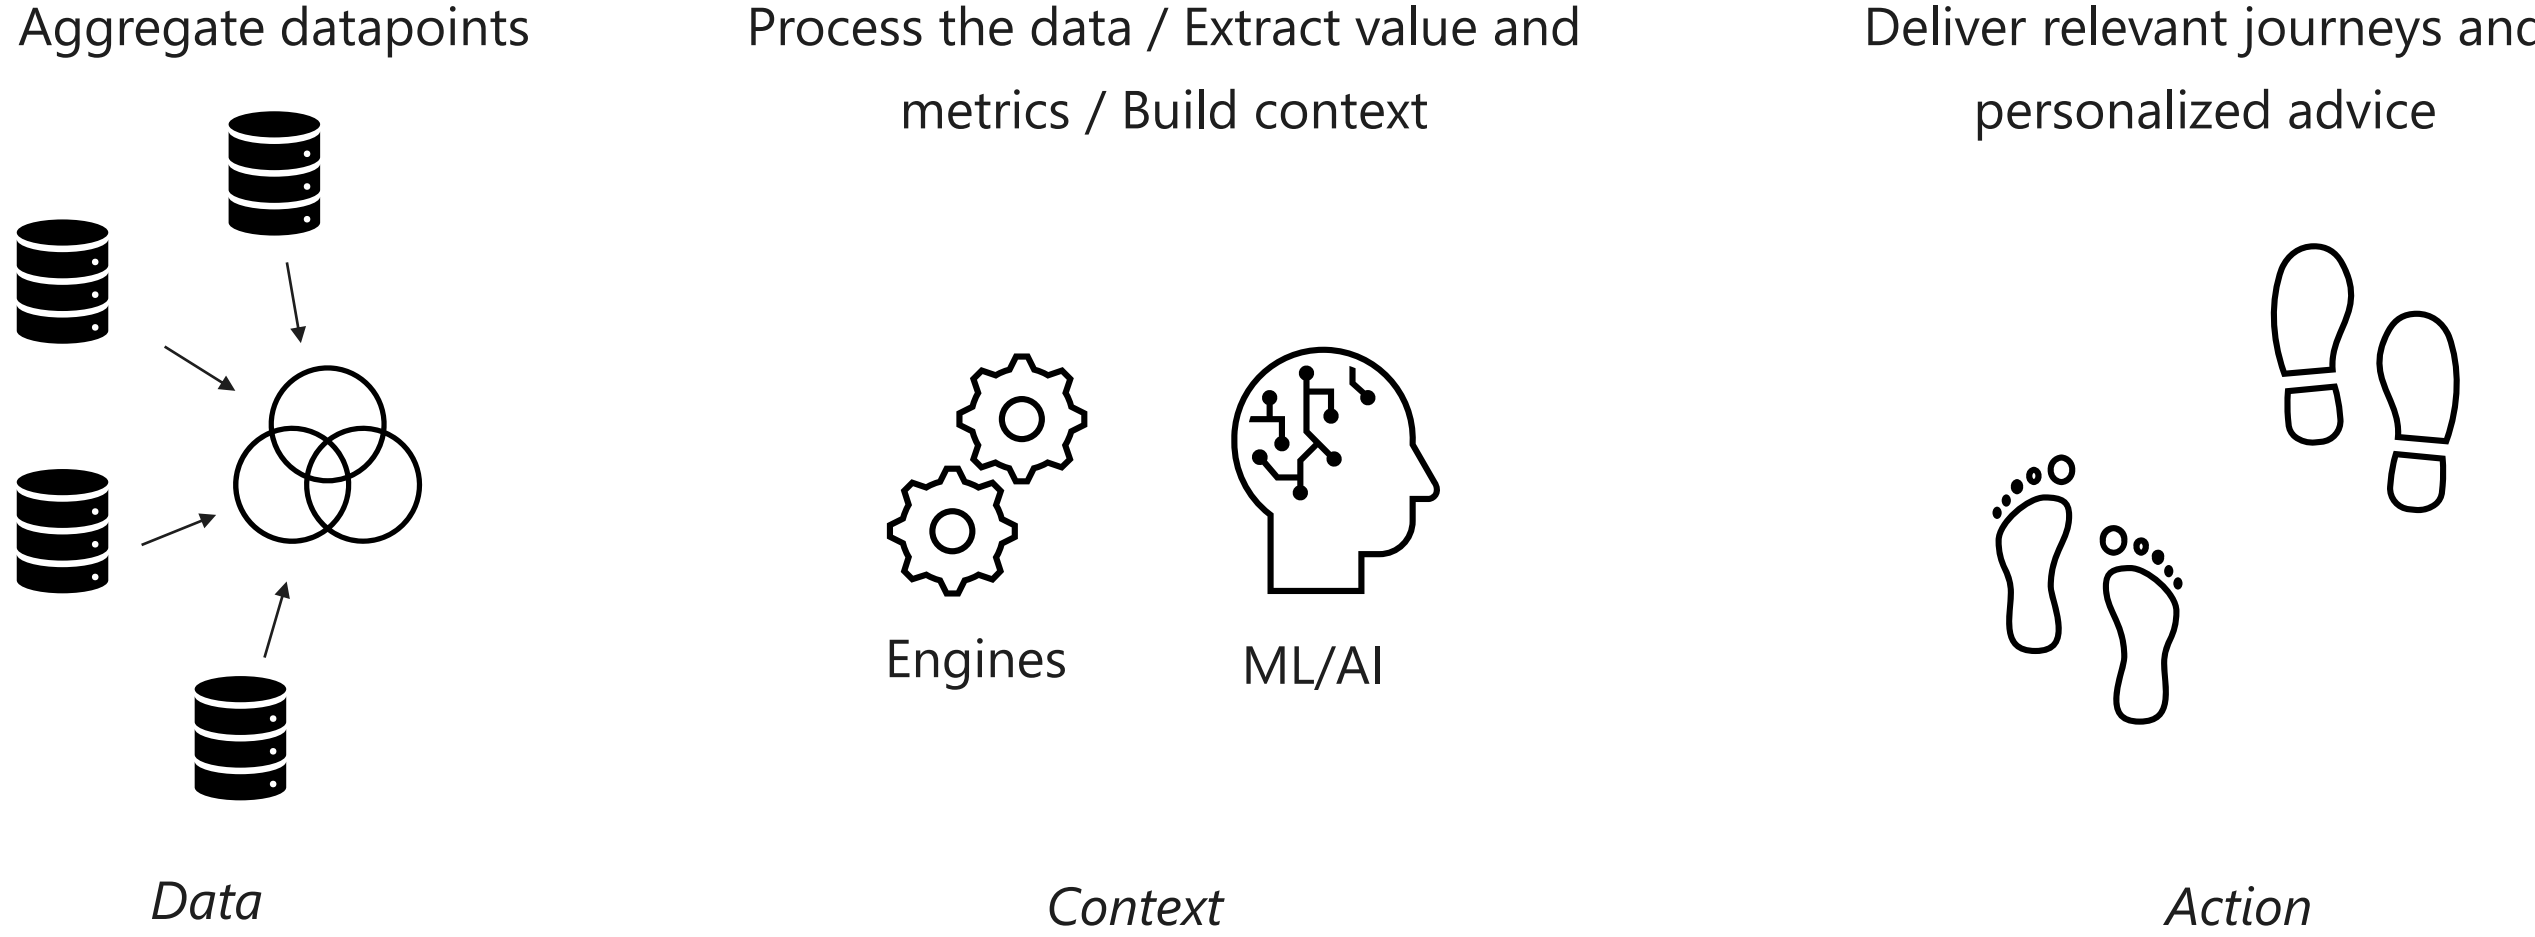 Aggregate datapoints
Process the data / Extract value and
metrics / Build context
Deliver relevant journeys and
personalized advice
Engines
ML/AI
Data
Context
Action